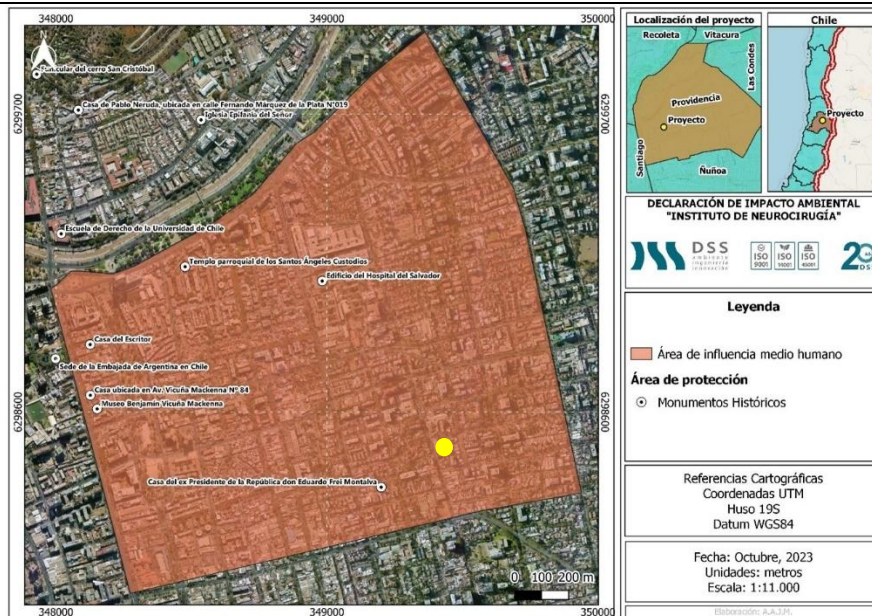 348000
349000
350000
6299700
6298600
Funicular del cerro San Cristóbal
Casa de Pablo Neruda, ubicada en calle Fernando Márquez de la Plata N°019
Iglesia Epifanía del Señor
Escuela de Derecho de la Universidad de Chile
Templo parroquial de los Santos Ángeles Custodios
Edificio del Hospital del Salvador
Casa del Escritor
Sede de la Embajada de Argentina en Chile
Casa ubicada en Av. Vicuña Mackenna N° 84
Museo Benjamín Vicuña Mackenna
Casa del ex Presidente de la República don Eduardo Frei Montalva
0 100 200 m
6299700
6298600
348000
349000
350000
Localización del proyecto
Recoleta
Vitacura
Las Condes
Providencia
Proyecto
Santiago
Ñuñoa
Chile
Proyecto
DECLARACIÓN DE IMPACTO AMBIENTAL
"INSTITUTO DE NEUROCIRUGÍA"
DSS
ambiente
ingeniería
innovación
ISO
9001
ISO
14001
ISO
45001
20
DSS
Leyenda
Área de influencia medio humano
Área de protección
Monumentos Históricos
Referencias Cartográficas
Coordenadas UTM
Huso 19S
Datum WGS84
Fecha: Octubre, 2023
Unidades: metros
Escala: 1:11.000
Elaboración: A.A.J.M.